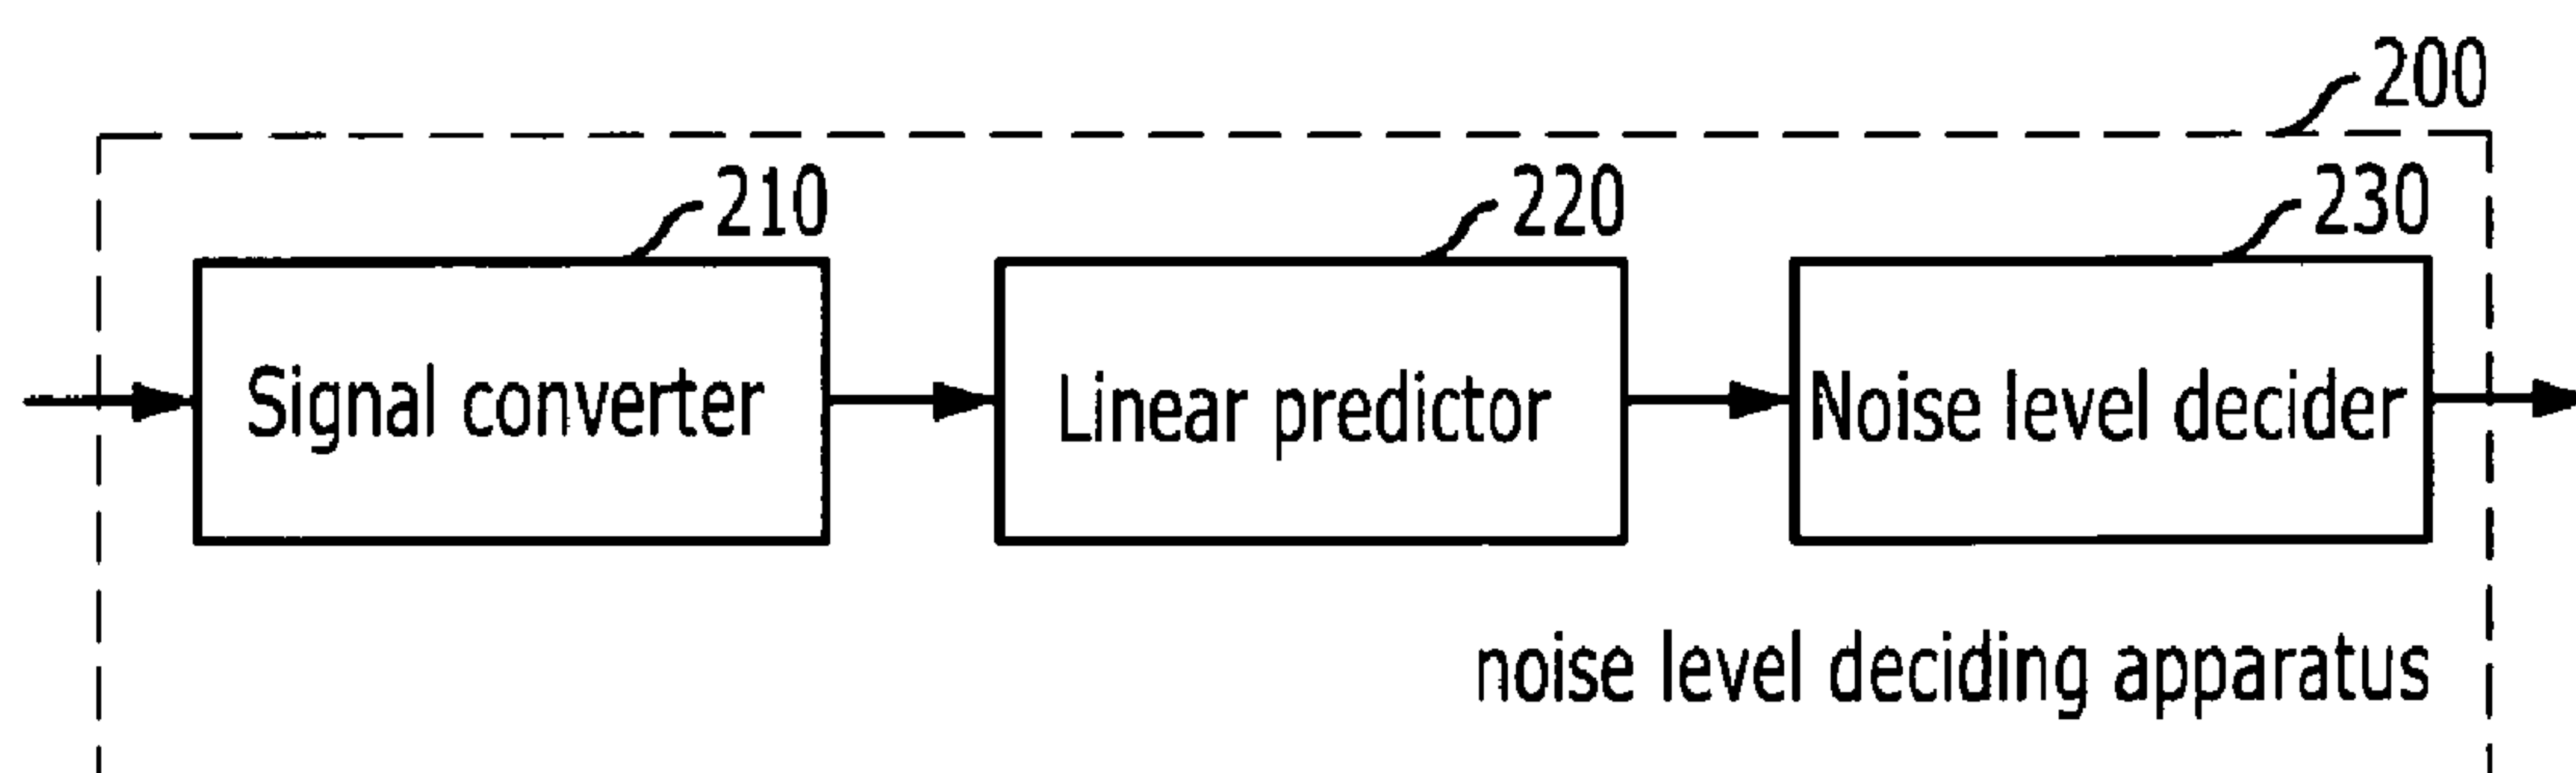 200
210
220
230
Signal converter
Linear predictor
Noise level decider
noise level deciding apparatus